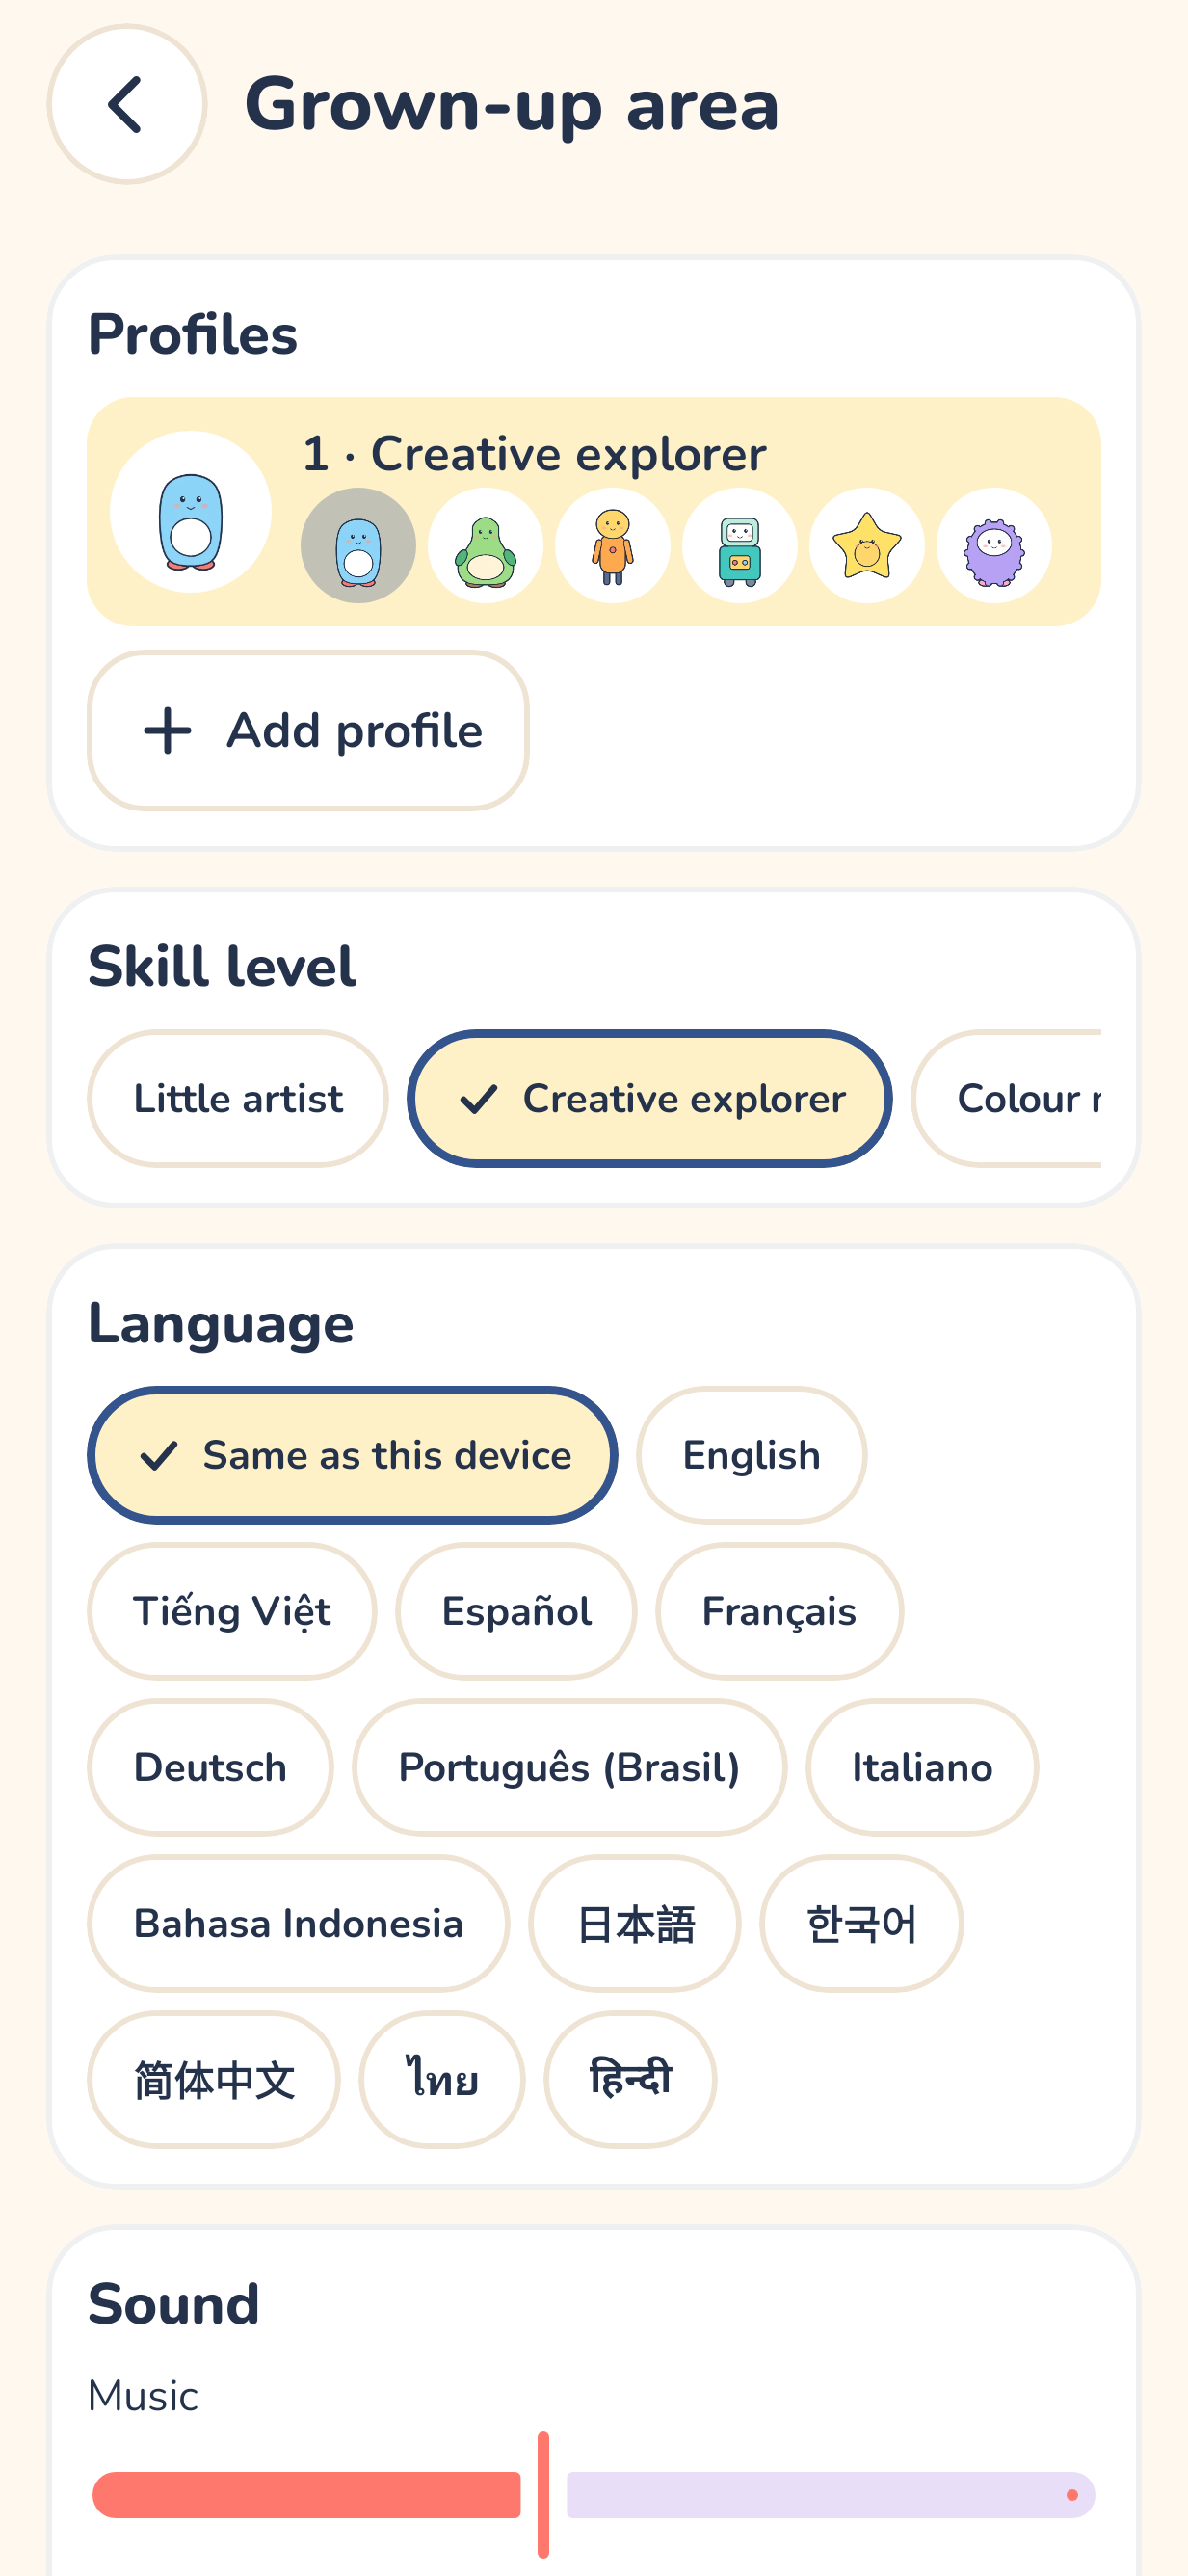 Grown-up area
Profiles
1 · Creative explorer
Add profile
Skill level
Little artist
Creative explorer
Colour
Language
Same as this device
English
Tiếng Việt
Español
Français
Deutsch
Português (Brasil)
Italiano
Bahasa Indonesia
日本語
한국어
简体中文
ไทย
हिन्दी
Sound
Music